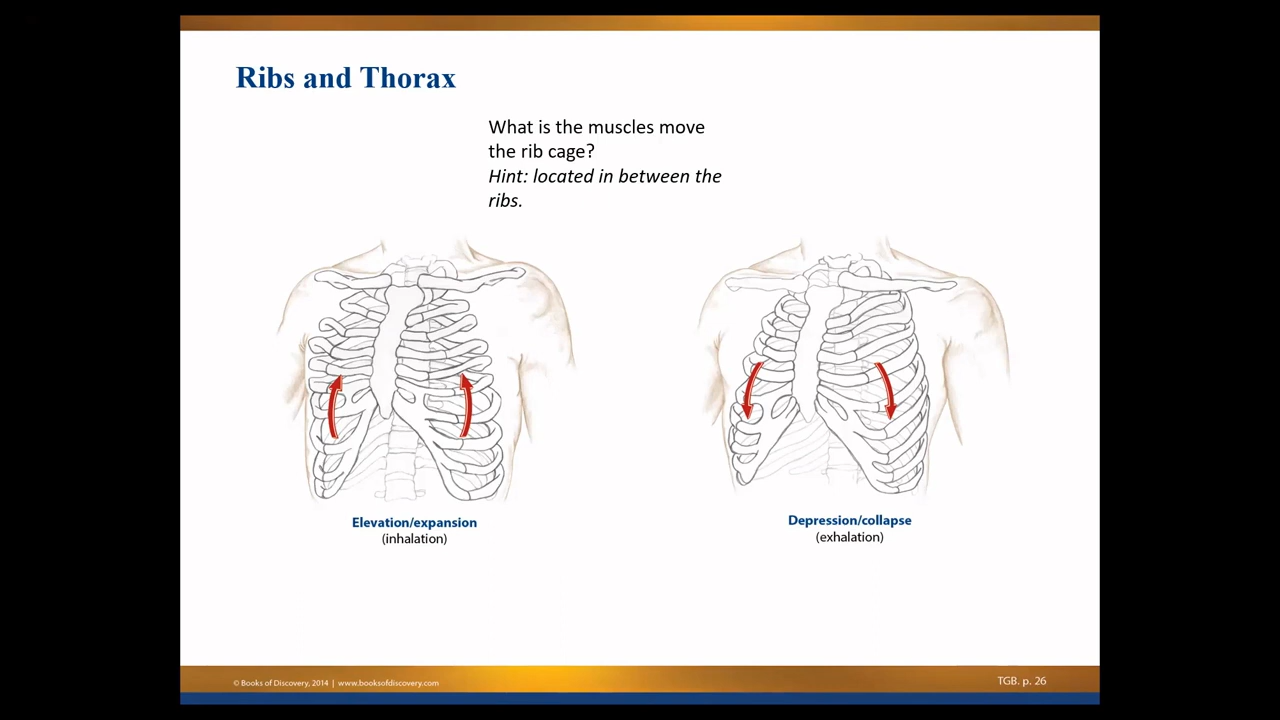 Ribs and Thorax
What is the muscles move
the rib cage?
Hint: located in between the
ribs.
Elevation/expansion
(inhalation)
Depression/collapse
(exhalation)
© Books of Discovery, 2014 | www.booksofdiscovery.com
TGB. p. 26